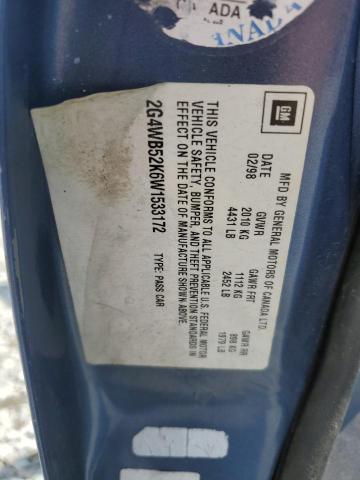 ADA
CANAD
GM
MFD BY GENERAL MOTORS OF CANADA LTD.
DATE GVWR GAWR FRT GAWR RR
02/98 2010 KG 1112 KG 898 KG
4431 LB 2452 LB 1979 LB
THIS VEHICLE CONFORMS TO ALL APPLICABLE U.S. FEDERAL MOTOR
VEHICLE SAFETY, BUMPER, AND THEFT PREVENTION STANDARDS IN
EFFECT ON THE DATE OF MANUFACTURE SHOWN ABOVE.
2G4WB52K6W1533172 TYPE: PASS CAR